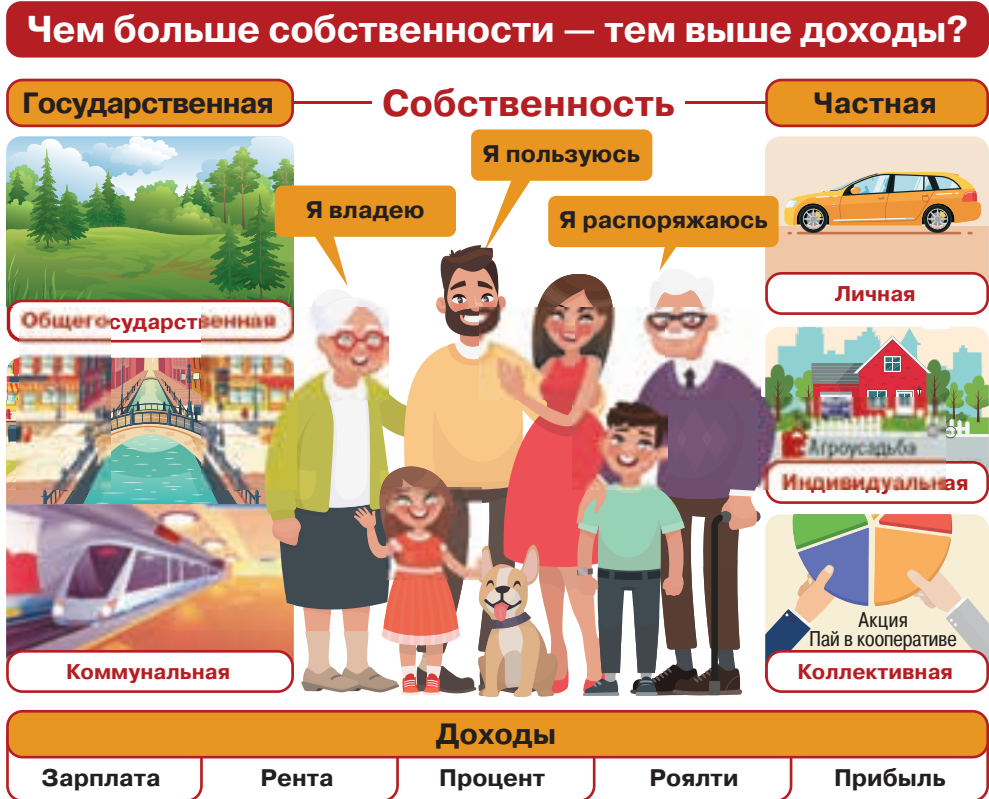 Чем больше собственности — тем выше доходы?
Государственная
Собственность
Частная
Я пользуюсь
Я владею
Я распоряжаюсь
Общегосударственная
Коммунальная
Личная
Агроусадьба
Индивидуальная
Акция
Пай в кооперативе
Коллективная
Доходы
Зарплата
Рента
Процент
Роялти
Прибыль